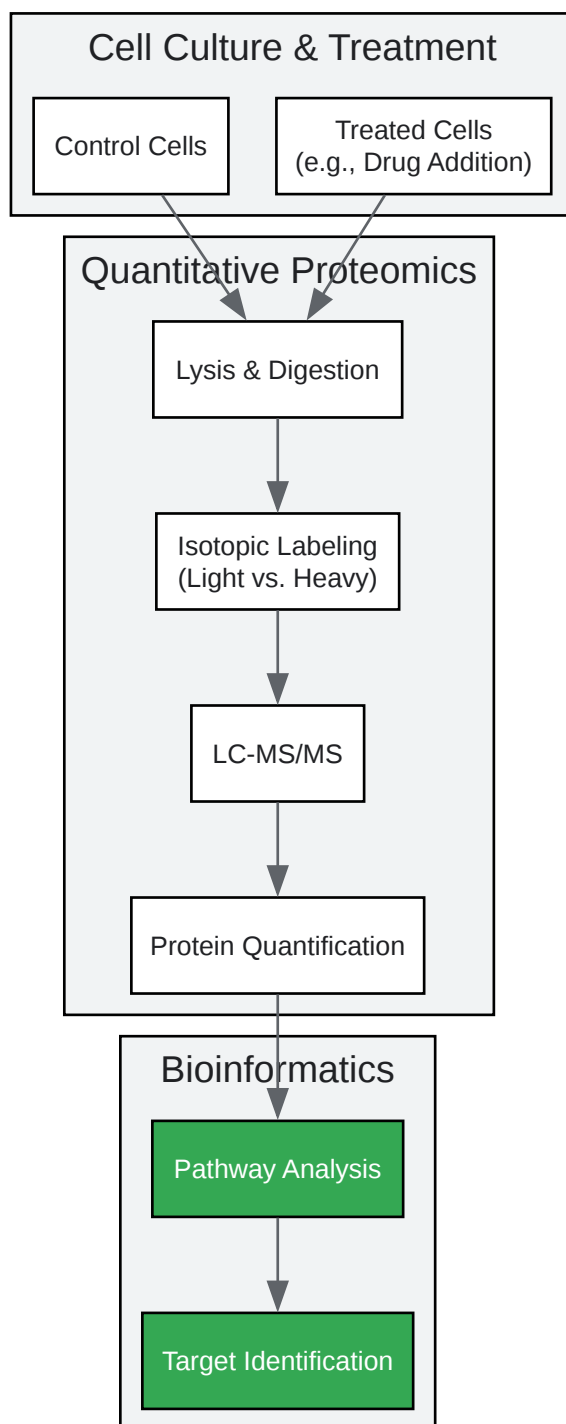 Cell Culture & Treatment
Control Cells
Treated Cells
(e.g., Drug Addition)
Quantitative Proteomics
Lysis & Digestion
Isotopic Labeling
(Light vs. Heavy)
LC-MS/MS
Protein Quantification
Bioinformatics
Pathway Analysis
Target Identification